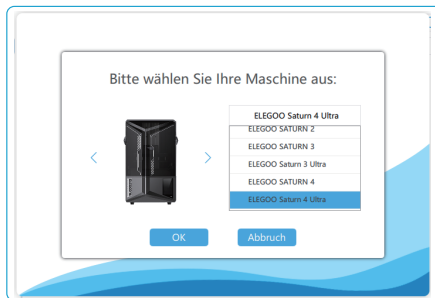 Bitte wählen Sie Ihre Maschine aus:
ELEGOO Saturn 4 Ultra
ELEGOO SATURN 2
ELEGOO SATURN 3
ELEGOO Saturn 3 Ultra
ELEGOO SATURN 4
ELEGOO Saturn 4 Ultra
OK
Abbruch